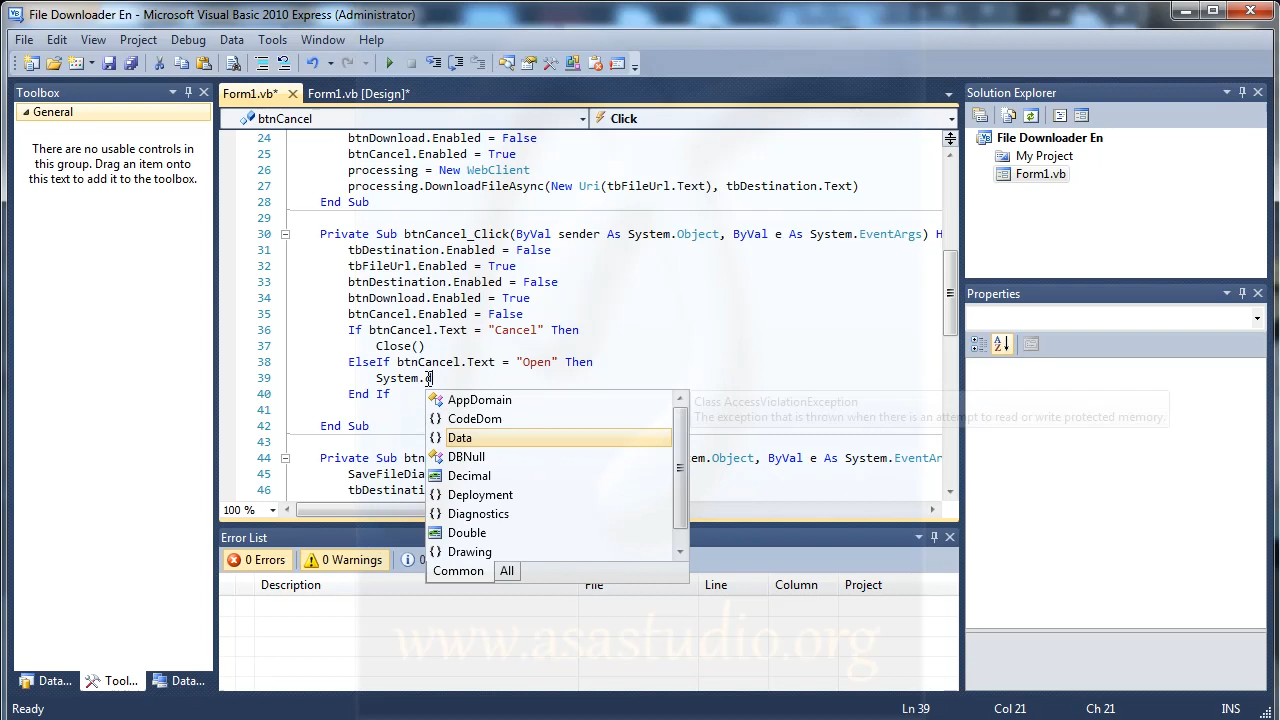 File Downloader En - Microsoft Visual Basic 2010 Express (Administrator)
File Edit View Project Debug Data Tools Window Help
Toolbox
General
There are no usable controls in
this group. Drag an item onto
this text to add it to the toolbox.
Data... Tool... Data...
Form1.vb* Form1.vb [Design]*
btnCancel Click
24 btnDownload.Enabled = False
25 btnCancel.Enabled = True
26 processing = New WebClient
27 processing.DownloadFileAsync(New Uri(tbFileUrl.Text), tbDestination.Text)
28 End Sub
29
30 Private Sub btnCancel_Click(ByVal sender As System.Object, ByVal e As System.EventArgs) H
31 tbDestination.Enabled = False
32 tbFileUrl.Enabled = True
33 btnDestination.Enabled = False
34 btnDownload.Enabled = True
35 btnCancel.Enabled = False
36 If btnCancel.Text = "Cancel" Then
37 Close()
38 ElseIf btnCancel.Text = "Open" Then
39 System.
40 End If
41
42 End Sub
43
44 Private Sub btn em.Object, ByVal e As System.EventAr
45 SaveFileDia
46 tbDestinati
AppDomain
CodeDom
Data
DBNull
Decimal
Deployment
Diagnostics
Double
Drawing
Common All
Class AccessViolationException
The exception that is thrown when there is an attempt to read or write protected memory.
100 %
Error List
0 Errors 0 Warnings 0
Description File Line Column Project
Solution Explorer
File Downloader En
My Project
Form1.vb
Properties
www.asastudio.org
Ready Ln 39 Col 21 Ch 21 INS